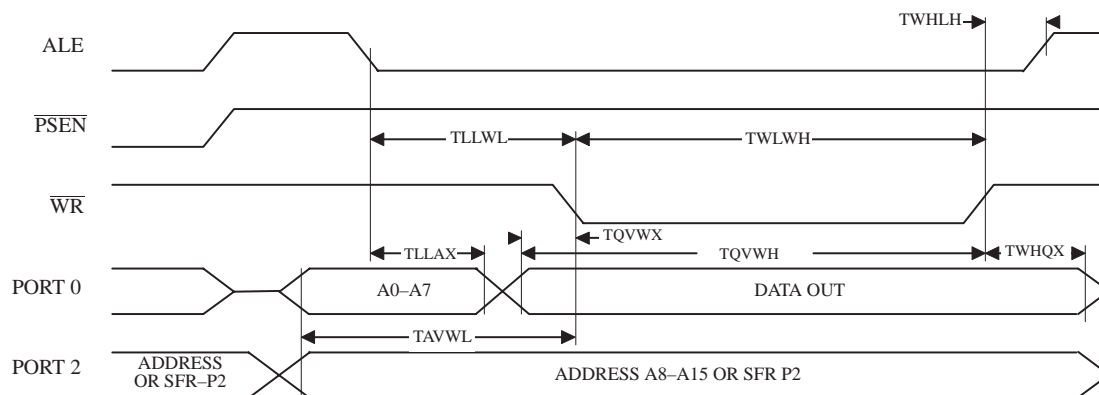 TWHLH
ALE
PSEN
TLLWL
TWLWH
WR
TQVWX
TLLAX
TQVWH
TWHQX
PORT 0
A0–A7
DATA OUT
TAVWL
PORT 2
ADDRESS
OR SFR–P2
ADDRESS A8–A15 OR SFR P2